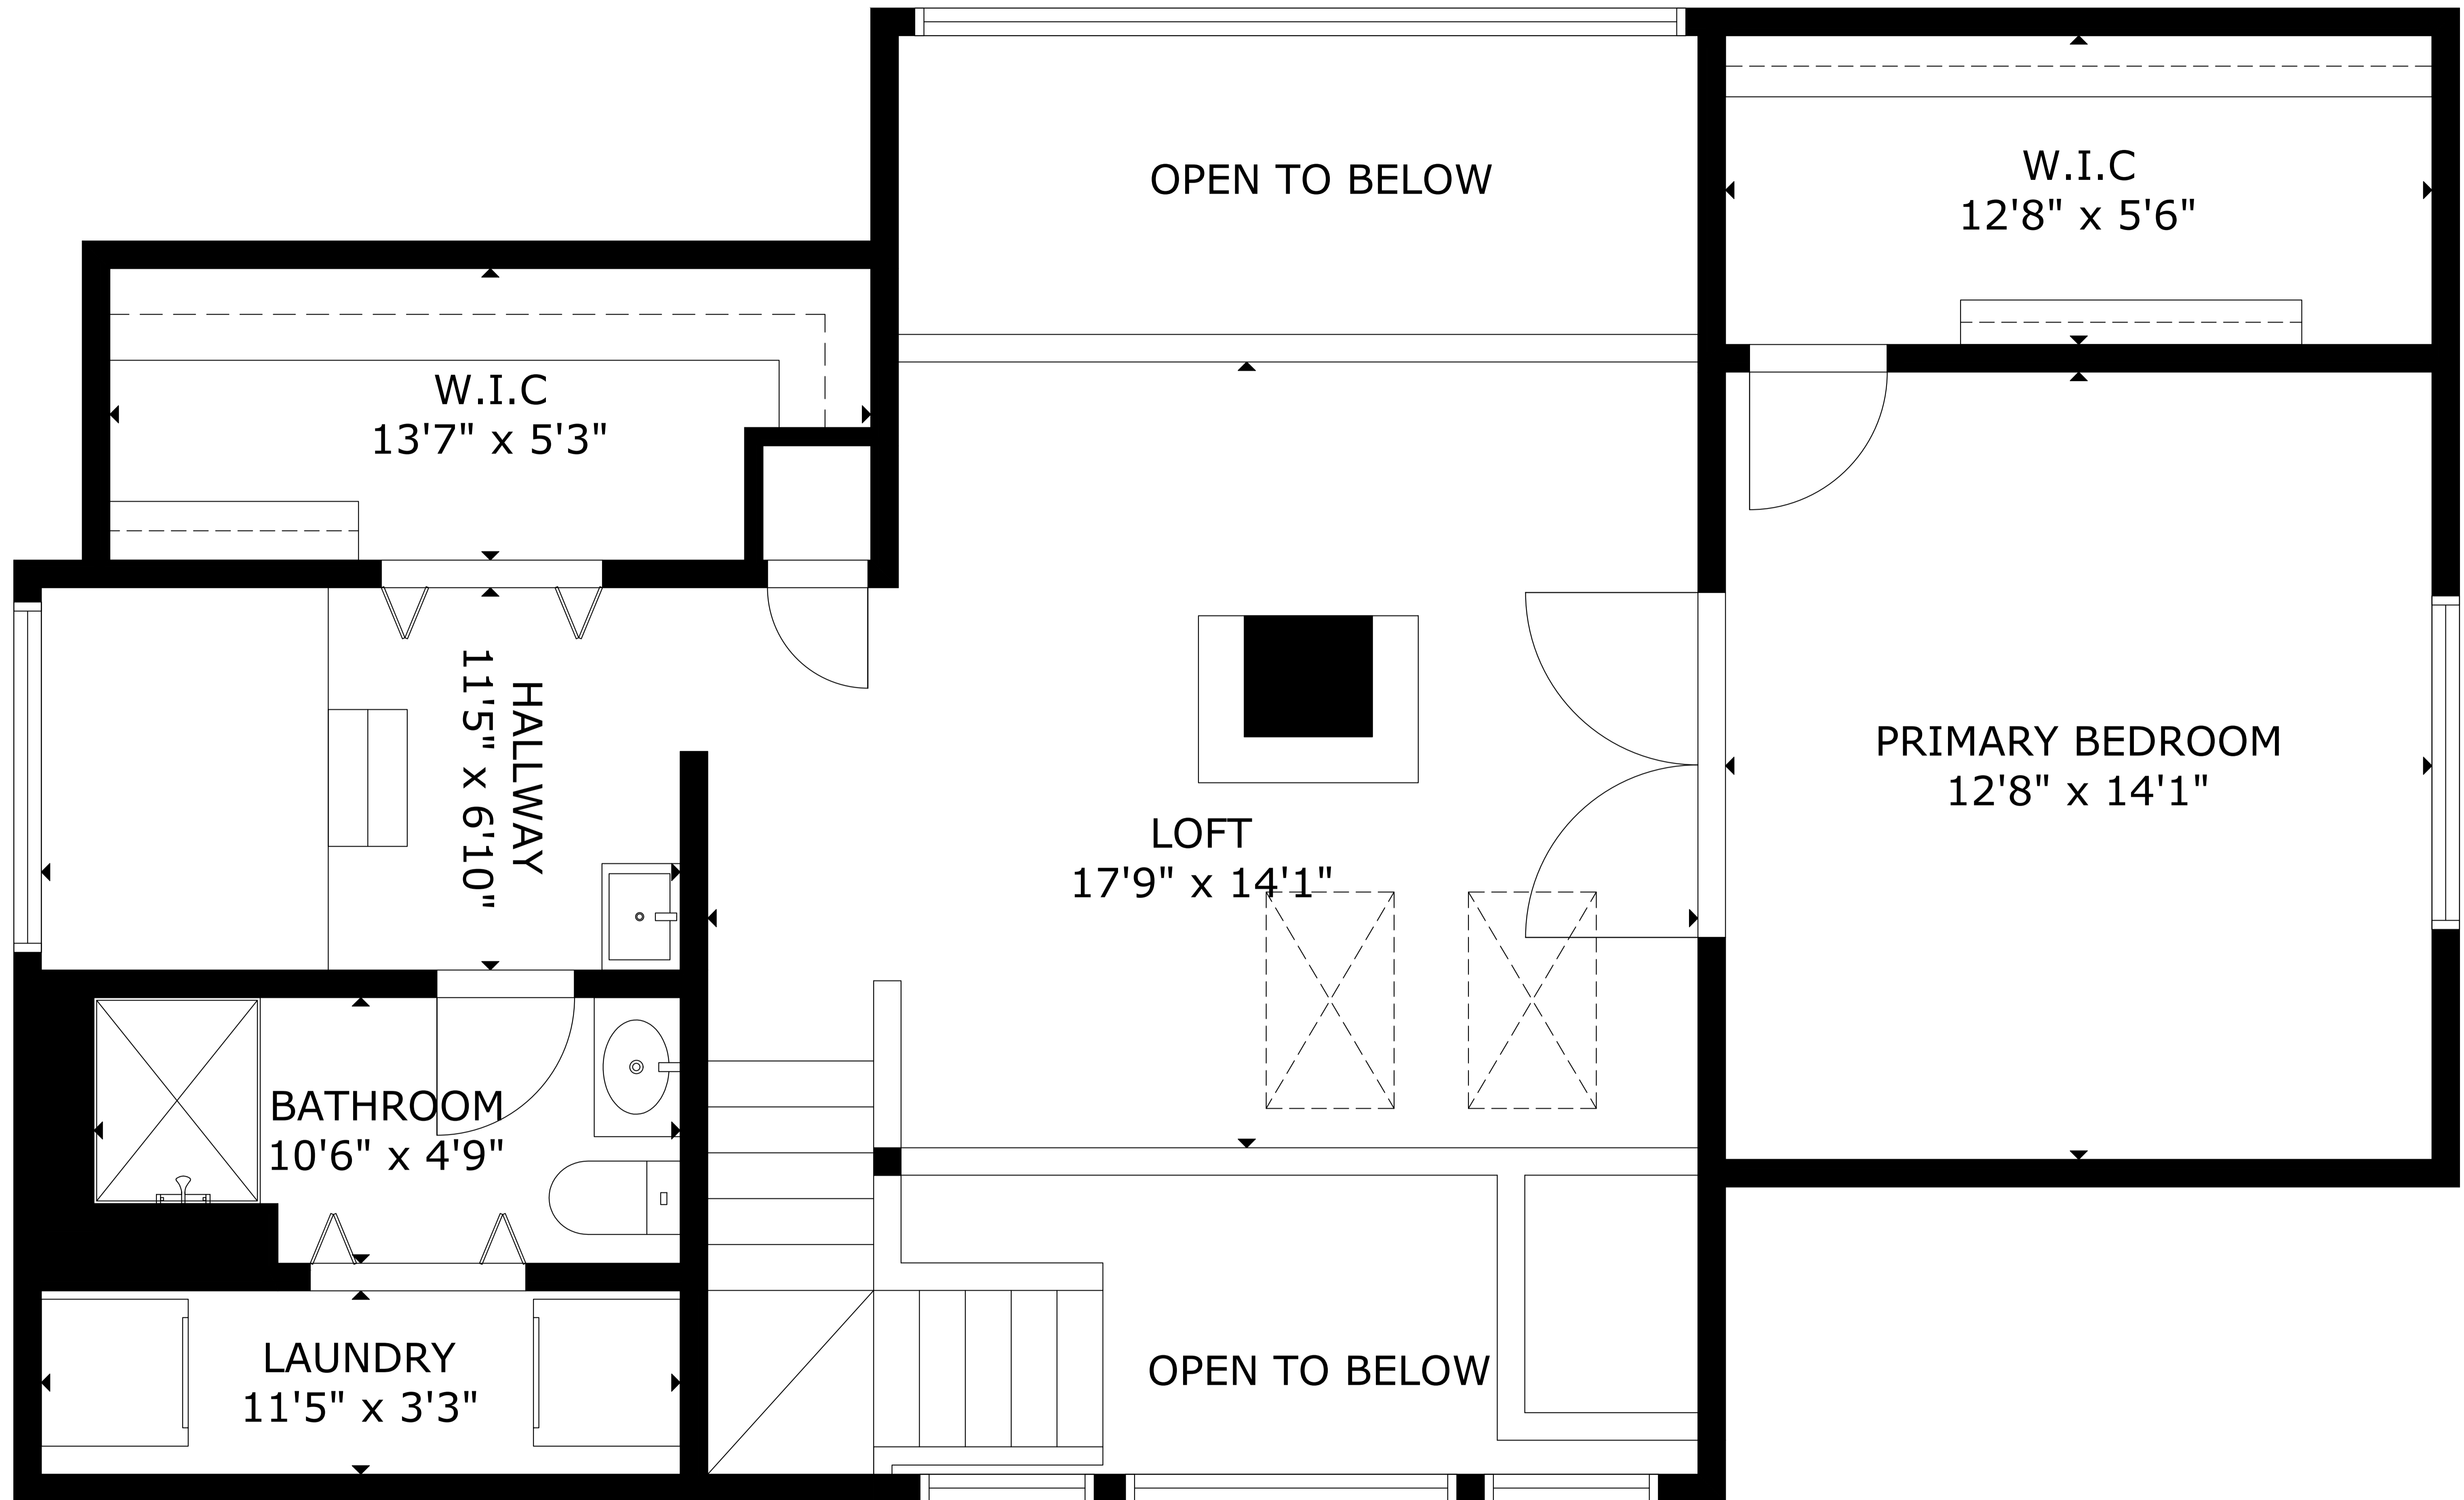 OPEN TO BELOW
W.I.C
12'8" x 5'6"
W.I.C
13'7" x 5'3"
HALLWAY
11'5" x 6'10"
PRIMARY BEDROOM
12'8" x 14'1"
LOFT
17'9" x 14'1"
BATHROOM
10'6" x 4'9"
LAUNDRY
11'5" x 3'3"
OPEN TO BELOW